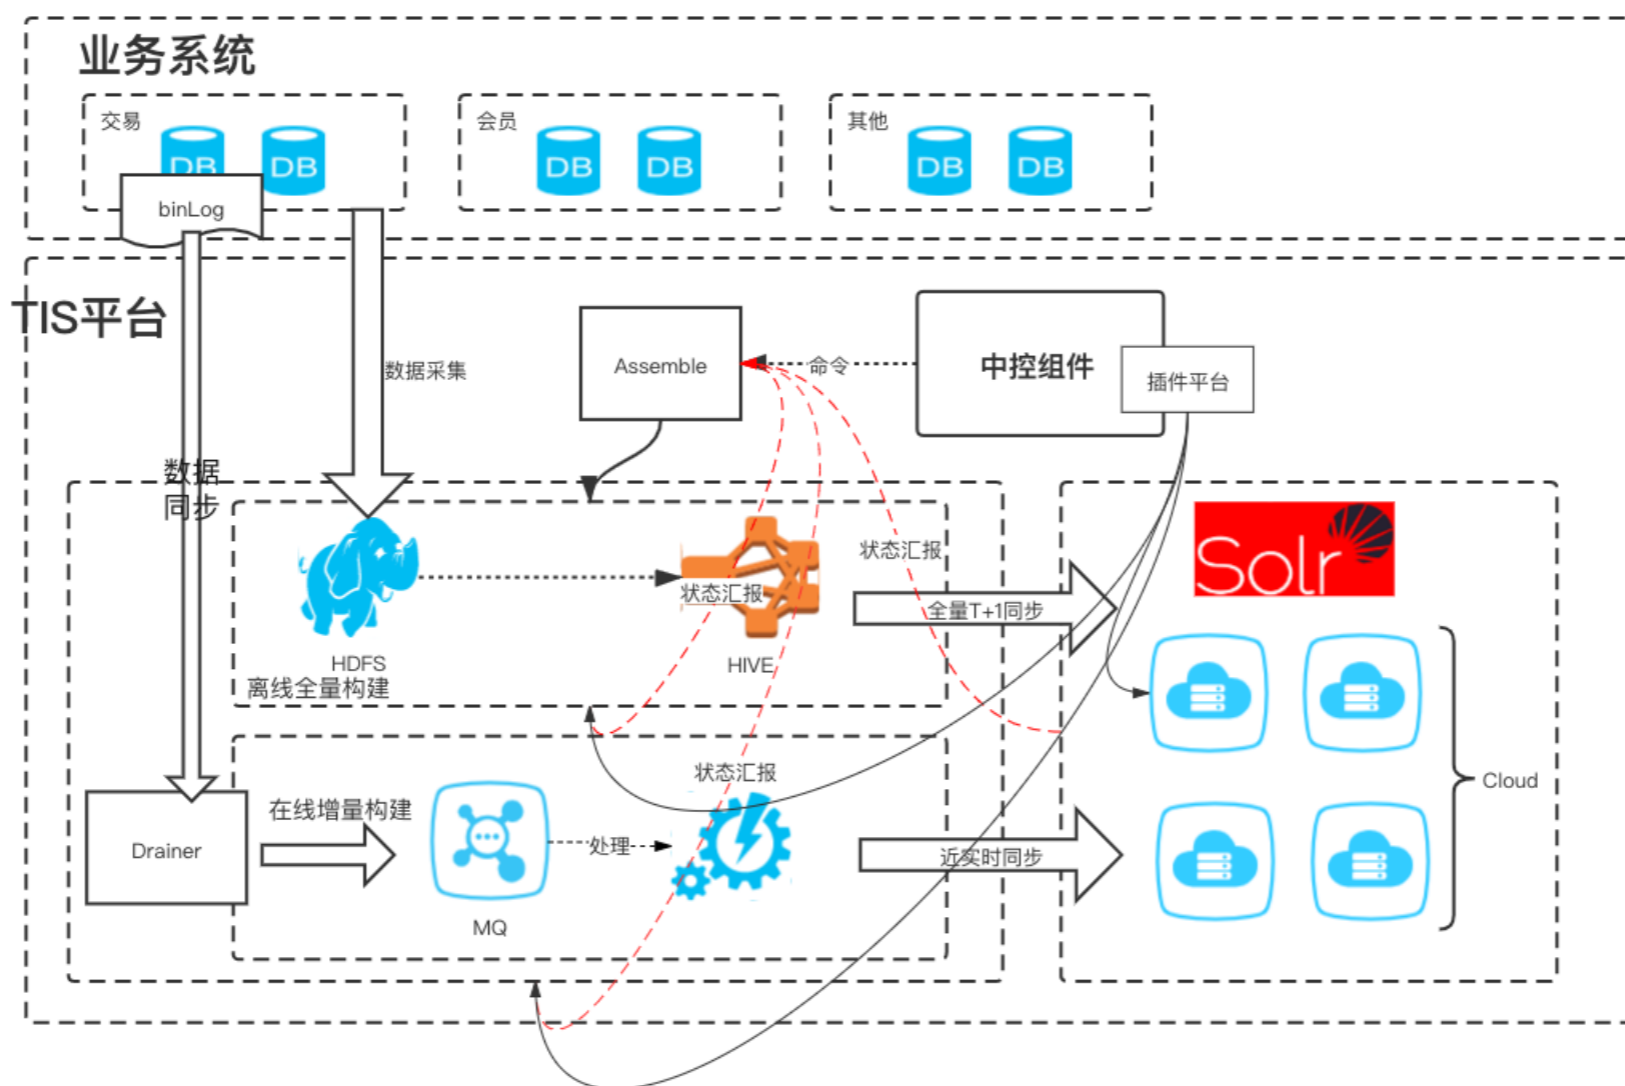 业务系统
交易
会员
其他
DB
DB
DB
DB
DB
DB
binLog
TIS平台
数据采集
Assemble
命令
中控组件
插件平台
数据
同步
状态汇报
状态汇报
全量T+1同步
Solr
HDFS
HIVE
离线全量构建
状态汇报
在线增量构建
Cloud
Drainer
处理
近实时同步
MQ